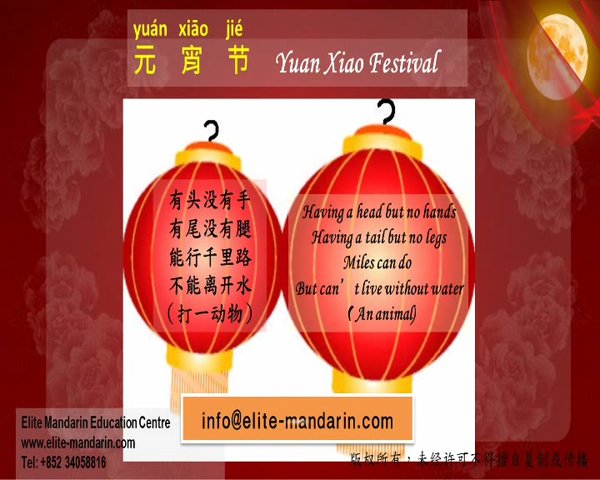 yuán xiāo jié
元 宵 节 Yuan Xiao Festival
有头没有手
有尾没有腿
能行千里路
不能离开水
（打一动物）
Having a head but no hands
Having a tail but no legs
Miles can do
But can’t live without water
( An animal)
info@elite-mandarin.com
Elite Mandarin Education Centre
www.elite-mandarin.com
Tel: +852 34058816
版权所有，未经许可不得擅自复制或传播